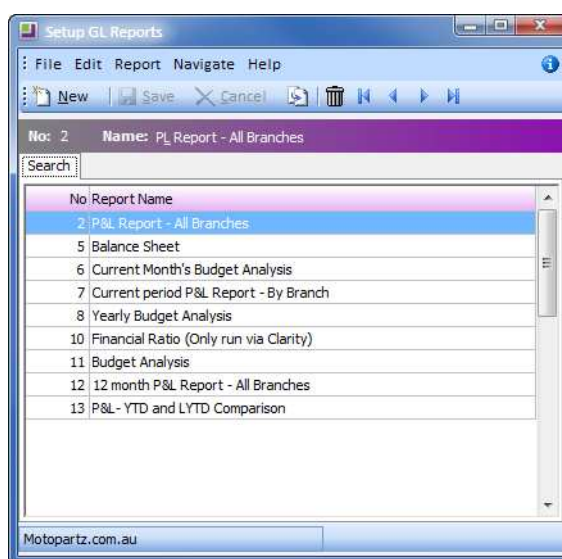 Setup GL Reports
File Edit Report Navigate Help
New Save Cancel
No: 2 Name: PL Report - All Branches
Search
No Report Name
2 P&L Report - All Branches
5 Balance Sheet
6 Current Month's Budget Analysis
7 Current period P&L Report - By Branch
8 Yearly Budget Analysis
10 Financial Ratio (Only run via Clarity)
11 Budget Analysis
12 12 month P&L Report - All Branches
13 P&L- YTD and LYTD Comparison
Motopartz.com.au